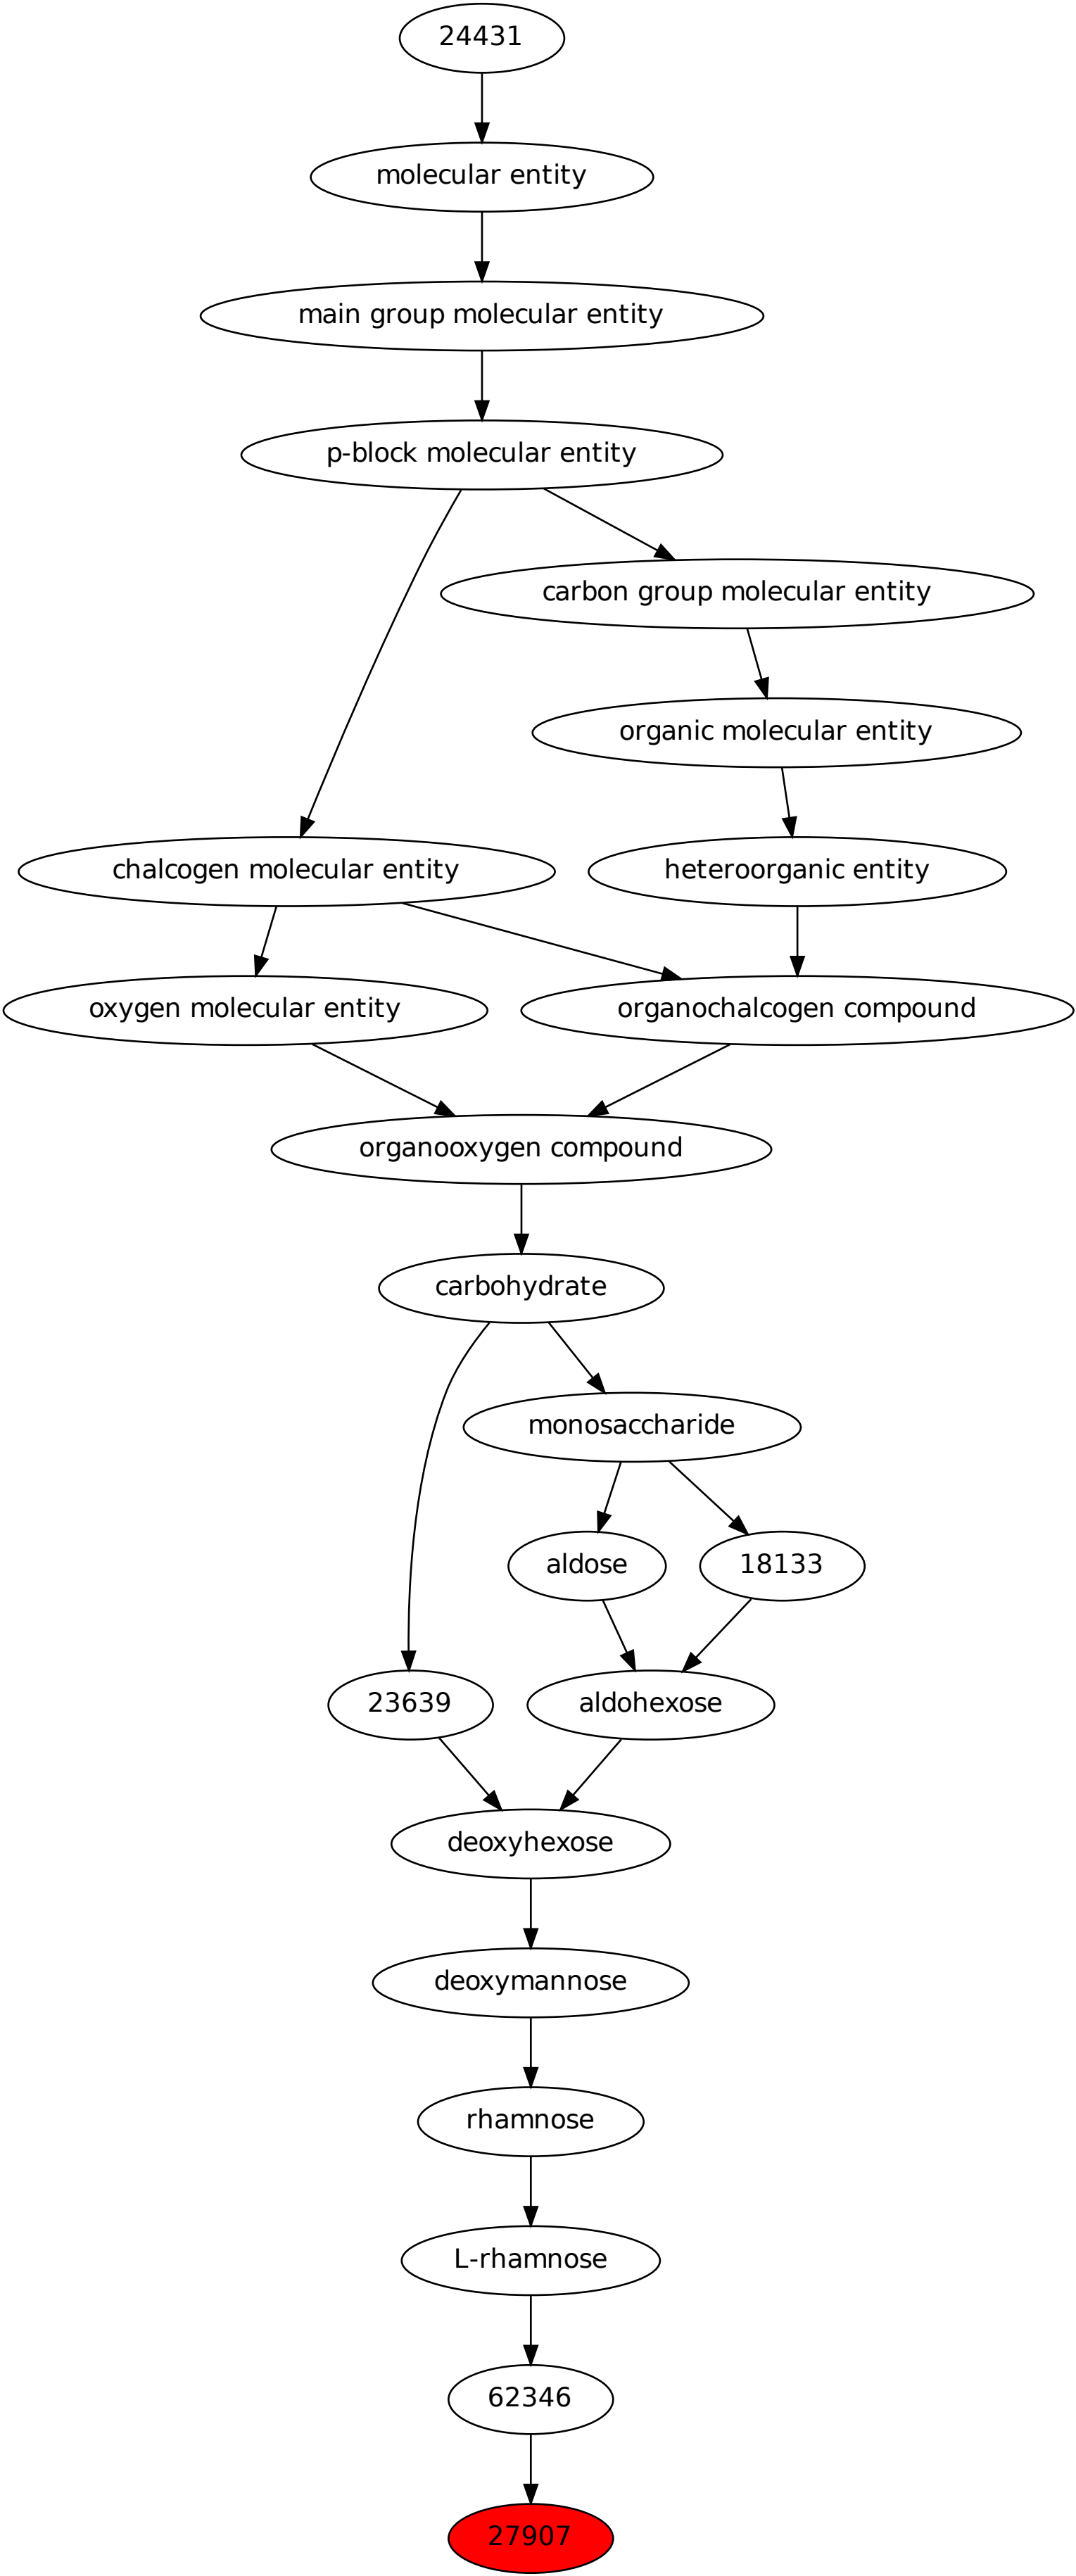 24431
molecular entity
main group molecular entity
p-block molecular entity
carbon group molecular entity
organic molecular entity
chalcogen molecular entity
heteroorganic entity
oxygen molecular entity
organochalcogen compound
organooxygen compound
carbohydrate
monosaccharide
aldose
18133
23639
aldohexose
deoxyhexose
deoxymannose
rhamnose
L-rhamnose
62346
27907